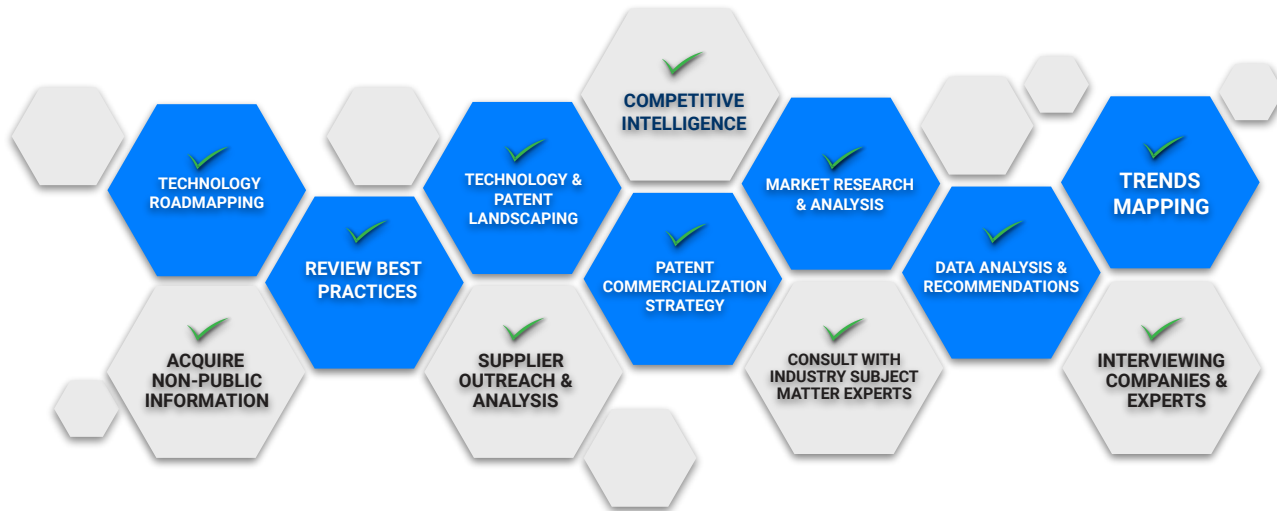 COMPETITIVE
INTELLIGENCE
TECHNOLOGY
ROADMAPPING
TECHNOLOGY &
PATENT
LANDSCAPING
MARKET RESEARCH
& ANALYSIS
TRENDS
MAPPING
REVIEW BEST
PRACTICES
PATENT
COMMERCIALIZATION
STRATEGY
DATA ANALYSIS &
RECOMMENDATIONS
ACQUIRE
NON-PUBLIC
INFORMATION
SUPPLIER
OUTREACH &
ANALYSIS
CONSULT WITH
INDUSTRY SUBJECT
MATTER EXPERTS
INTERVIEWING
COMPANIES &
EXPERTS